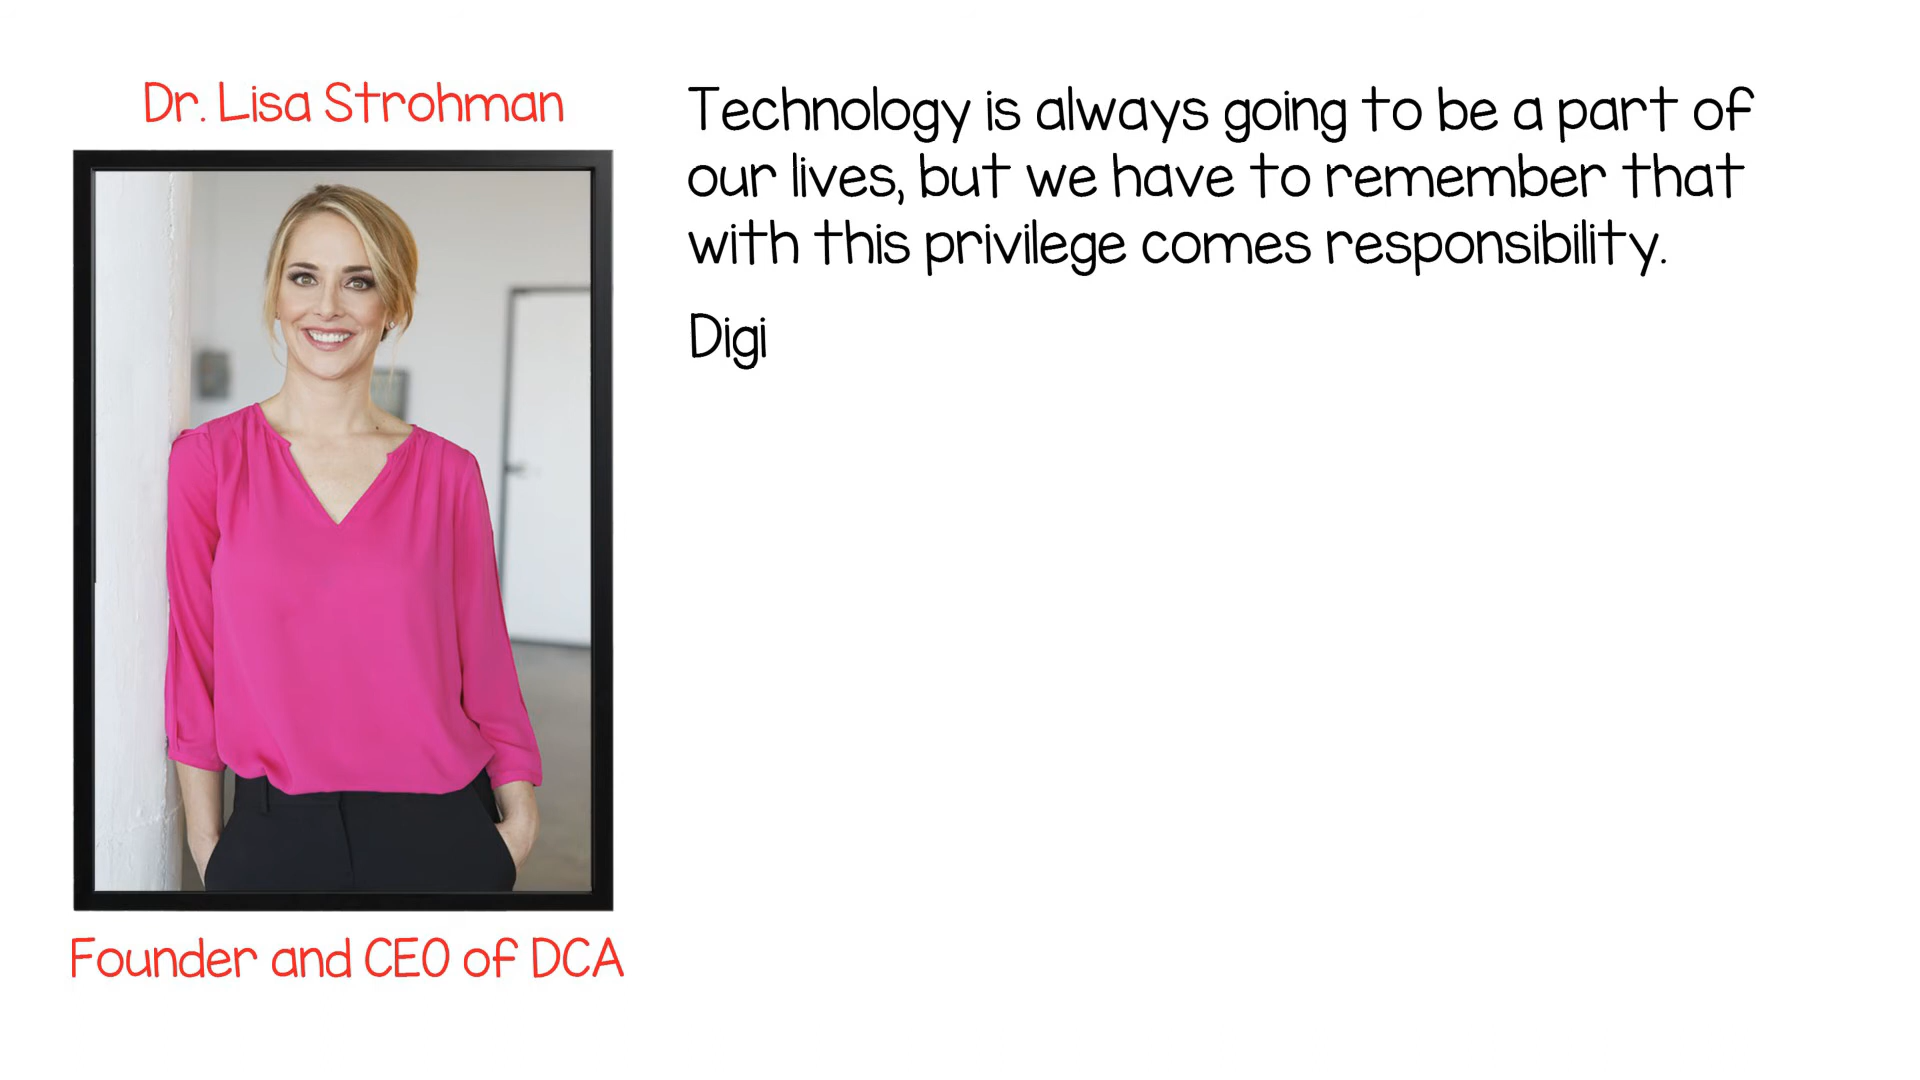 Dr. Lisa Strohman
Technology is always going to be a part of
our lives, but we have to remember that
with this privilege comes responsibility.
Digi
Founder and CEO of DCA